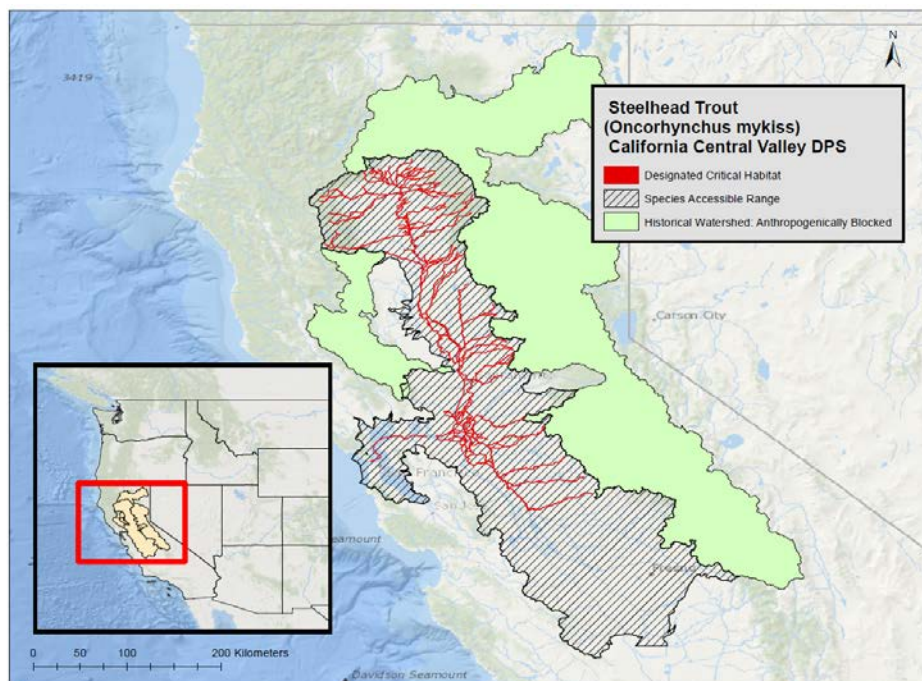 N
3419
Steelhead Trout
(Oncorhynchus mykiss)
California Central Valley DPS
Designated Critical Habitat
Species Accessible Range
Historical Watershed: Anthropogenically Blocked
Carson City
Fresno
Seamount
0 50 100 200 Kilometers
Davidson Seamount